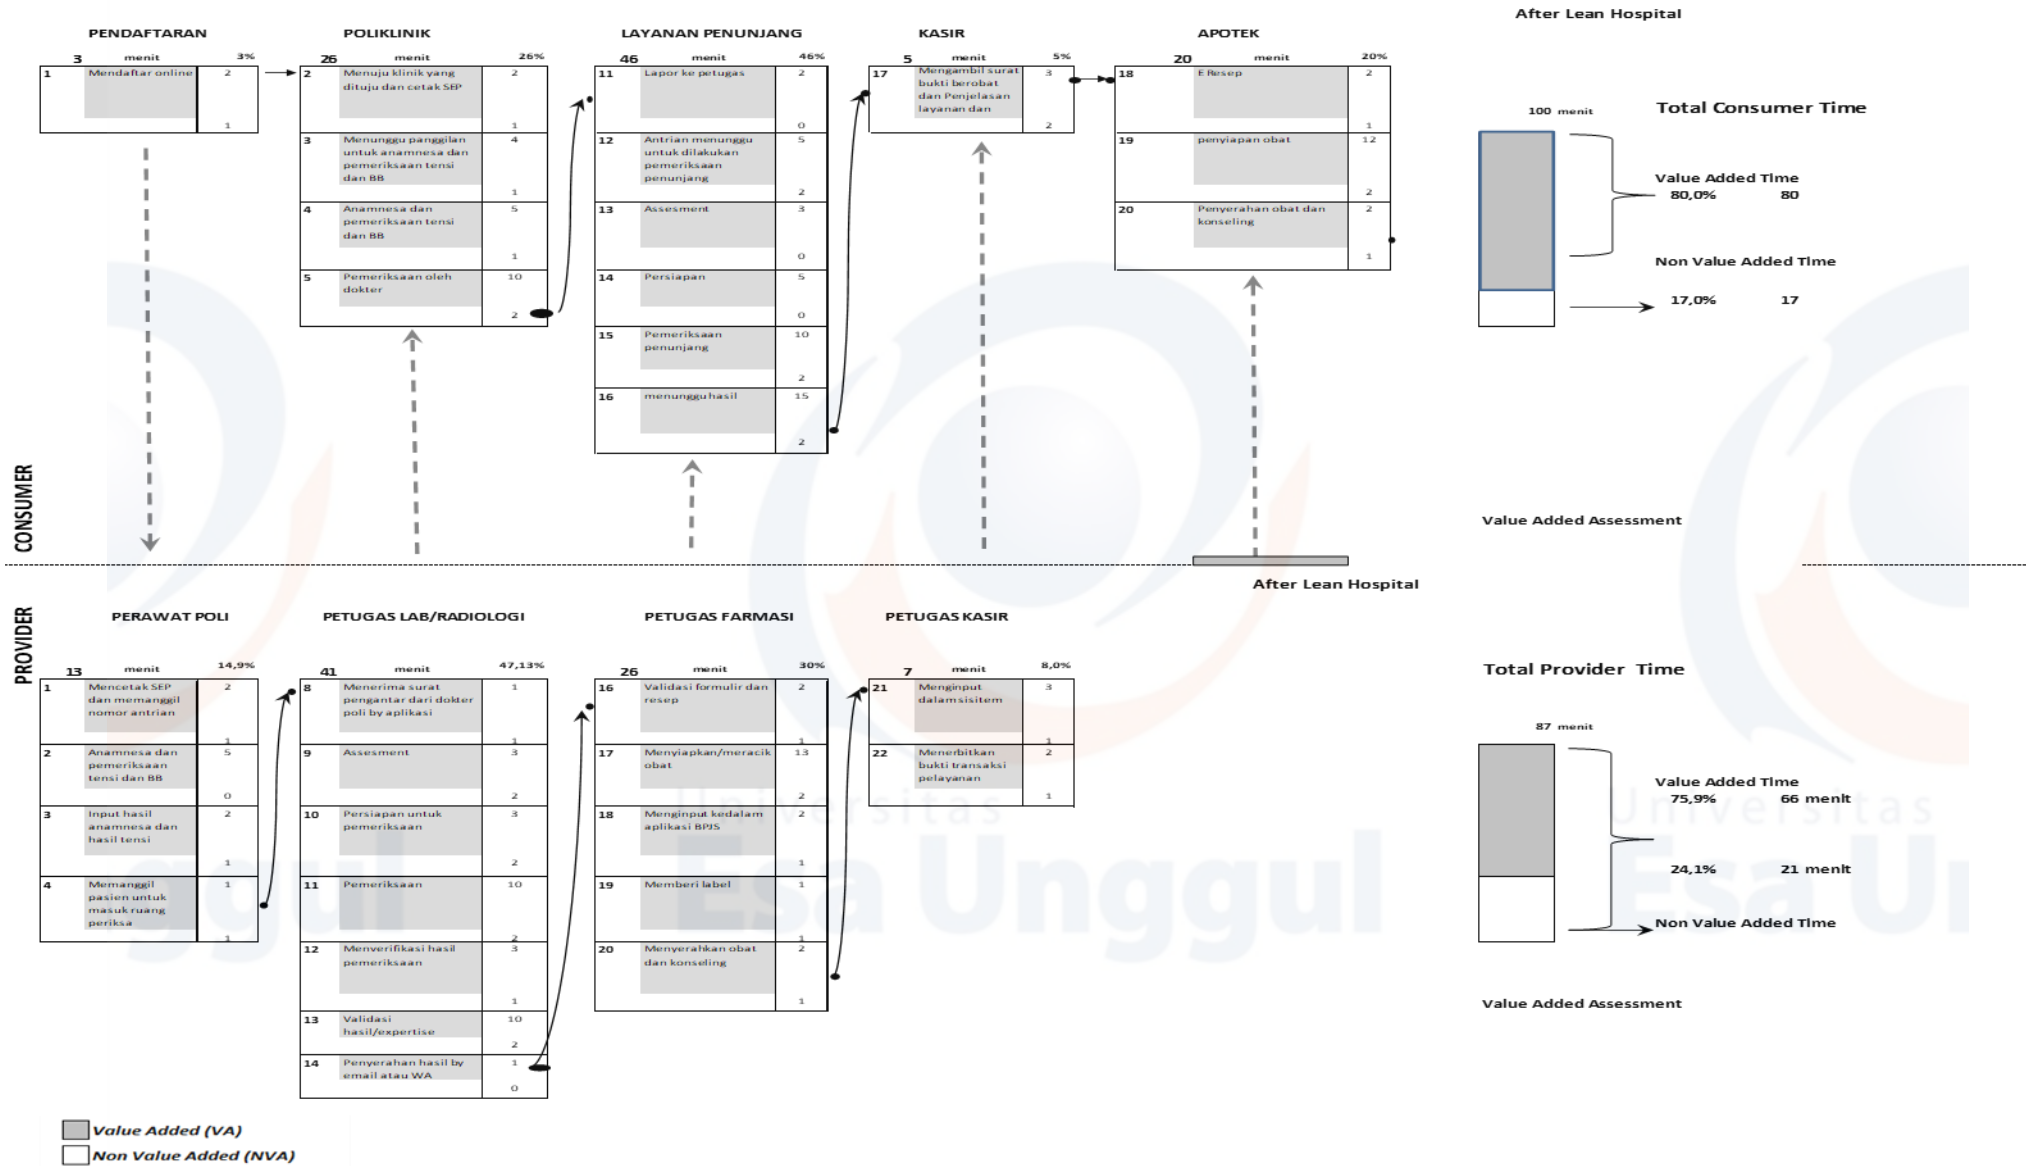 After Lean Hospital
PENDAFTARAN
3 menit 3%
1 Mendaftar online 2
1
POLIKLINIK
26 menit 26%
2 Menuju klinik yang 2
dituju dan cetak SEP
1
3 Menunggu panggilan 4
untuk anamnesa dan
pemeriksaan tensi
dan BB
1
4 Anamnesa dan 5
pemeriksaan tensi
dan BB
1
5 Pemeriksaan oleh 10
dokter
2
LAYANAN PENUNJANG
46 menit 46%
11 Lapor ke petugas 2
0
12 Antrian menunggu 5
untuk dilakukan
pemeriksaan
penunjang
2
13 Assesment 3
0
14 Persiapan 5
0
15 Pemeriksaan 10
penunjang
2
16 menunggu hasil 15
2
KASIR
5 menit 5%
17 Mengambil surat 3
bukti berobat
dan Penjelasan
layanan dan
2
APOTEK
20 menit 20%
18 E Resep 2
1
19 penyiapan obat 12
2
20 Penyerahan obat dan 2
konseling
1
100 menit
Total Consumer Time
Value Added Time
80,0% 80
Non Value Added Time
17,0% 17
Value Added Assessment
CONSUMER
After Lean Hospital
PROVIDER
PERAWAT POLI
13 menit 14,9%
1 Mencetak SEP 2
dan memanggil
nomor antrian
1
2 Anamnesa dan 5
pemeriksaan
tensi dan BB
0
3 Input hasil 2
anamnesa dan
hasil tensi
1
4 Memanggil 1
pasien untuk
masuk ruang
periksa
1
PETUGAS LAB/RADIOLOGI
41 menit 47,13%
8 Menerima surat 1
pengantar dari dokter
poli by aplikasi
1
9 Assesment 3
2
10 Persiapan untuk 3
pemeriksaan
2
11 Pemeriksaan 10
2
12 Menverifikasi hasil 3
pemeriksaan
1
13 Validasi 10
hasil/expertise
2
14 Penyerahan hasil by 1
email atau WA
0
PETUGAS FARMASI
26 menit 30%
16 Validasi formulir dan 2
resep
1
17 Menyiapkan/meracik 13
obat
2
18 Menginput kedalam 2
aplikasi BPJS
1
19 Memberi label 1
1
20 Menyerahkan obat 2
dan konseling
1
PETUGAS KASIR
7 menit 8,0%
21 Menginput 3
dalam sisitem
1
22 Menerbitkan 2
bukti transaksi
pelayanan
1
Total Provider Time
87 menit
Value Added Time
75,9% 66 menit
24,1% 21 menit
Non Value Added Time
Value Added Assessment
Value Added (VA)
Non Value Added (NVA)
nggul
Universitas
Esa Unggul
Universitas
Esa U